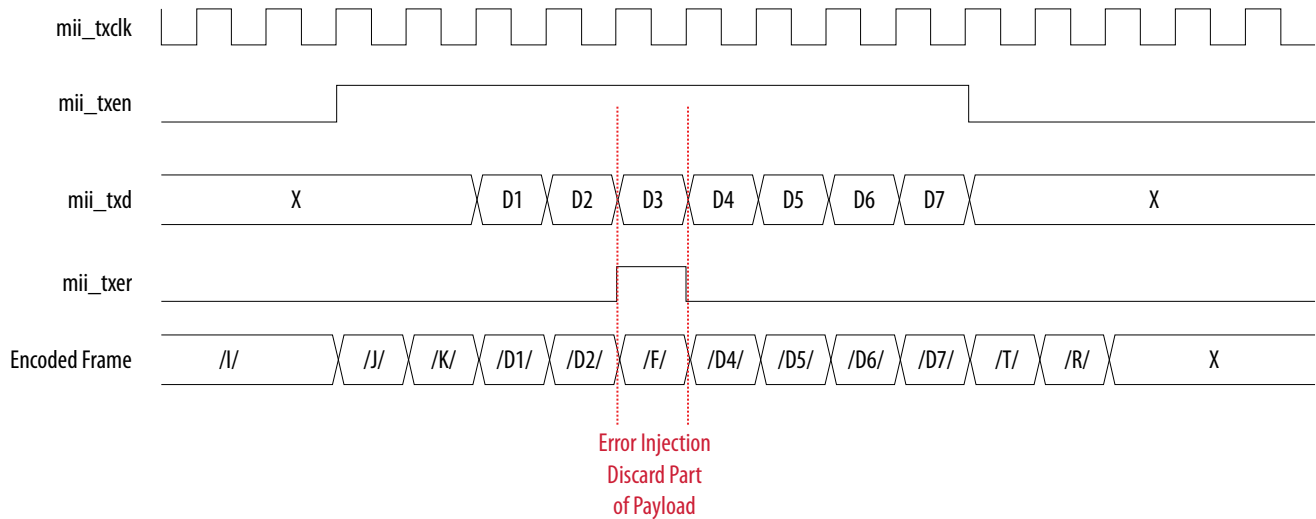 mii_txclk
mii_txen
mii_txd X D1 D2 D3 D4 D5 D6 D7 X
mii_txer
Encoded Frame /I/ /J/ /K/ /D1/ /D2/ /F/ /D4/ /D5/ /D6/ /D7/ /T/ /R/ X
Error Injection
Discard Part
of Payload